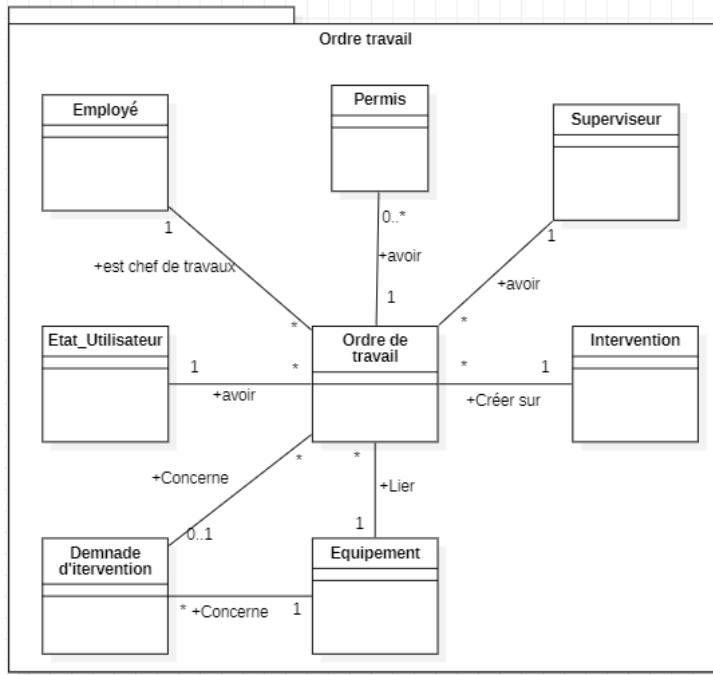 Ordre travail
Employé
Permis
Superviseur
1
0..*
1
+est chef de travaux
+avoir
+avoir
1
*
*
Etat_Utilisateur
Ordre de
travail
Intervention
1
*
*
1
+avoir
+Créer sur
+Concerne
*
*
+Lier
0..1
1
Demnade
d'itervention
Equipement
*
+Concerne
1